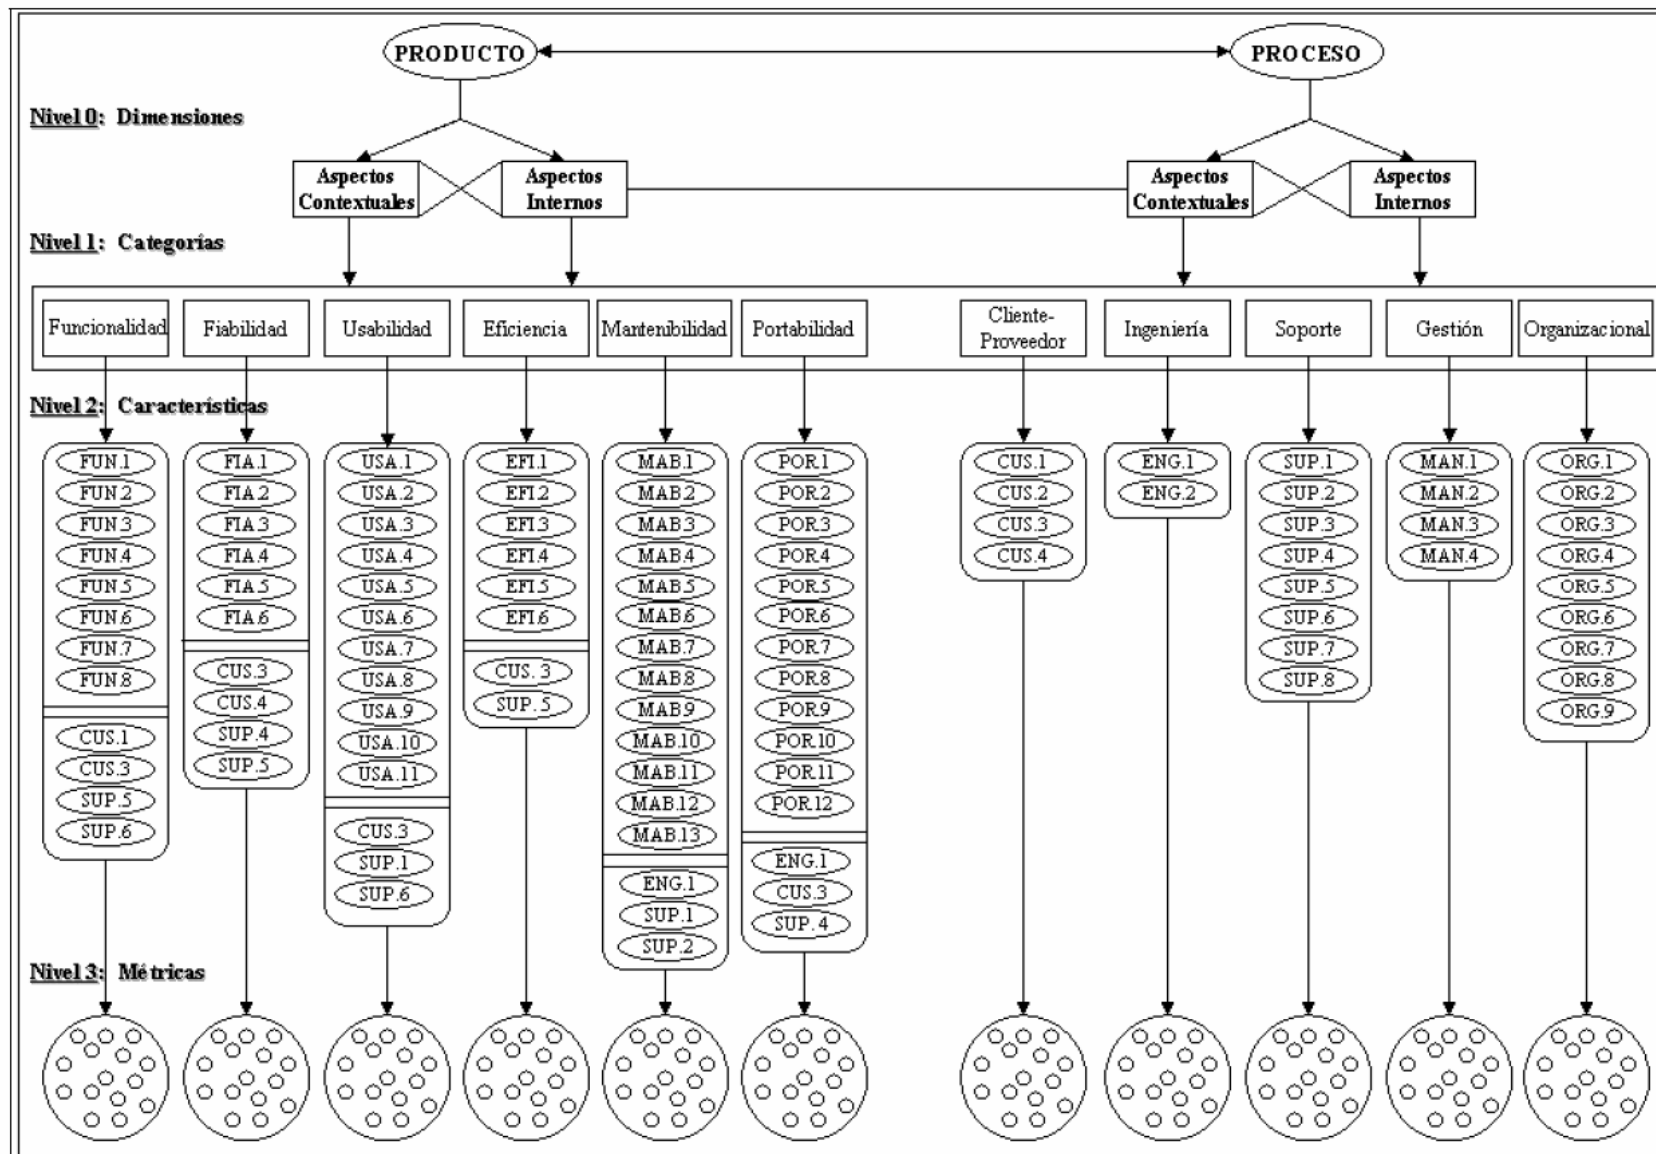 PRODUCTO
PROCESO
Nivel 0: Dimensiones
Aspectos
Contextuales
Aspectos
Internos
Aspectos
Contextuales
Aspectos
Internos
Nivel 1: Categorías
Funcionalidad
Fiabilidad
Usabilidad
Eficiencia
Mantenibilidad
Portabilidad
Cliente-
Proveedor
Ingeniería
Soporte
Gestión
Organizacional
Nivel 2: Características
FUN.1
FUN.2
FUN.3
FUN.4
FUN.5
FUN.6
FUN.7
FUN.8
CUS.1
CUS.3
SUP.5
SUP.6
FIA.1
FIA.2
FIA.3
FIA.4
FIA.5
FIA.6
CUS.3
CUS.4
SUP.4
SUP.5
USA.1
USA.2
USA.3
USA.4
USA.5
USA.6
USA.7
USA.8
USA.9
USA.10
USA.11
CUS.3
SUP.1
SUP.6
EFI.1
EFI.2
EFI.3
EFI.4
EFI.5
EFI.6
CUS. 3
SUP. 5
MAB.1
MAB.2
MAB.3
MAB.4
MAB.5
MAB.6
MAB.7
MAB.8
MAB.9
MAB.10
MAB.11
MAB.12
MAB.13
ENG.1
SUP.1
SUP.2
POR.1
POR.2
POR.3
POR.4
POR.5
POR.6
POR.7
POR.8
POR.9
POR.10
POR.11
POR.12
ENG.1
CUS.3
SUP. 4
CUS.1
CUS.2
CUS.3
CUS.4
ENG.1
ENG.2
SUP.1
SUP.2
SUP.3
SUP.4
SUP.5
SUP.6
SUP.7
SUP.8
MAN.1
MAN.2
MAN.3
MAN.4
ORG.1
ORG.2
ORG.3
ORG.4
ORG.5
ORG.6
ORG.7
ORG.8
ORG.9
Nivel 3: Métricas